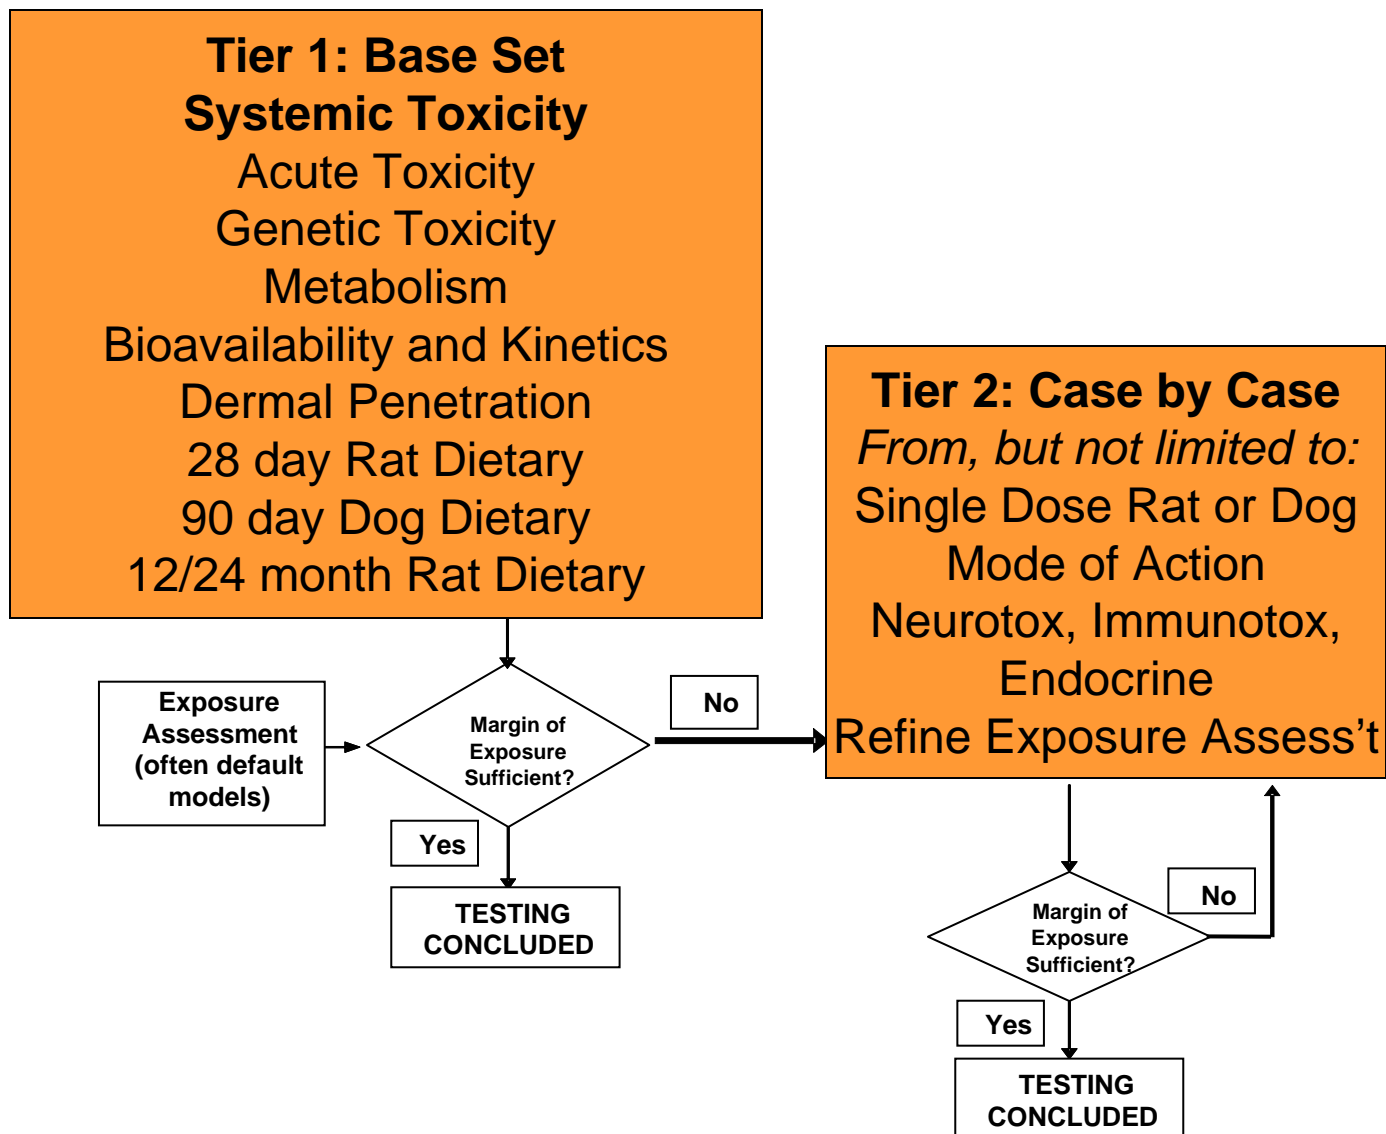 Tier 1: Base Set
Systemic Toxicity
Acute Toxicity
Genetic Toxicity
Metabolism
Bioavailability and Kinetics
Dermal Penetration
28 day Rat Dietary
90 day Dog Dietary
12/24 month Rat Dietary
Tier 2: Case by Case
From, but not limited to:
Single Dose Rat or Dog
Mode of Action
Neurotox, Immunotox,
Endocrine
Refine Exposure Assess't
Exposure
Assessment
(often default
models)
Margin of
Exposure
Sufficient?
No
Yes
TESTING
CONCLUDED
Margin of
Exposure
Sufficient?
No
Yes
TESTING
CONCLUDED